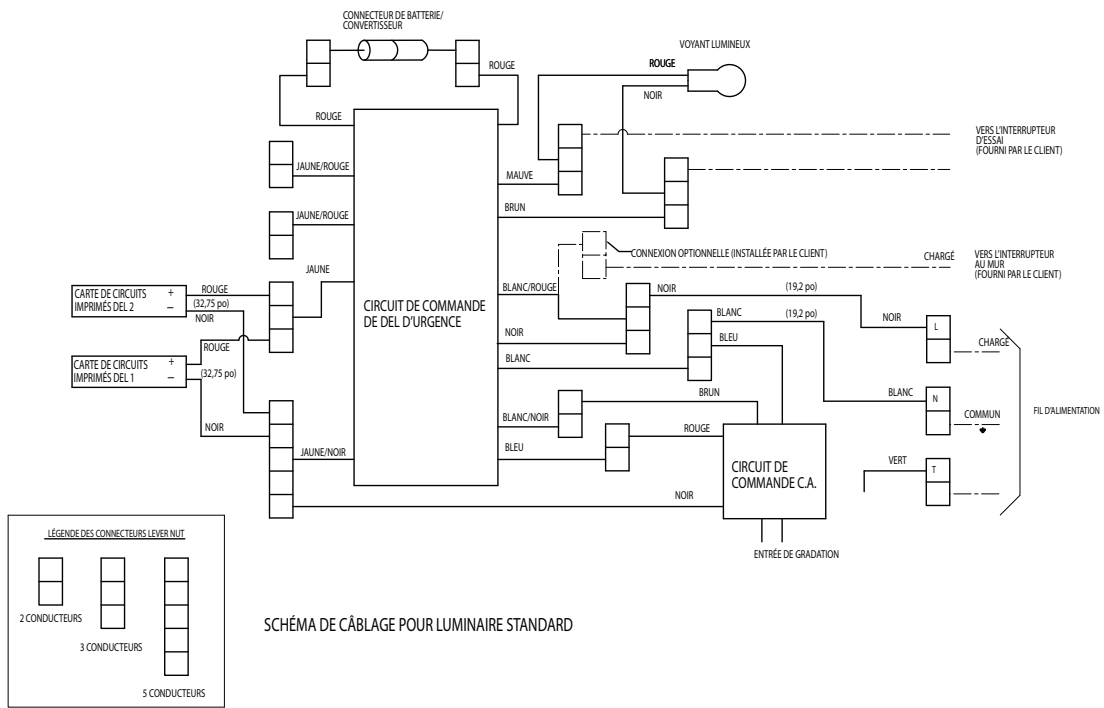 CONNECTEUR DE BATTERIE/
CONVERTISSEUR
VOYANT LUMINEUX
ROUGE
ROUGE
NOIR
ROUGE
VERS L'INTERRUPTEUR
D'ESSAI
(FOURNI PAR LE CLIENT)
JAUNE/ROUGE
MAUVE
BRUN
JAUNE/ROUGE
CONNEXION OPTIONNELLE (INSTALLÉE PAR LE CLIENT)
CHARGÉ
VERS L'INTERRUPTEUR
AU MUR
(FOURNI PAR LE CLIENT)
JAUNE
BLANC/ROUGE
CARTE DE CIRCUITS
IMPRIMÉS DEL 2
+
–
ROUGE
(32,75 po)
NOIR
CIRCUIT DE COMMANDE
DE DEL D'URGENCE
NOIR
(19,2 po)
NOIR
L
CHARGÉ
BLANC
(19,2 po)
BLEU
NOIR
BLANC
ROUGE
CARTE DE CIRCUITS
IMPRIMÉS DEL 1
+
–
(32,75 po)
NOIR
BRUN
BLANC
N
COMMUN
FIL D'ALIMENTATION
BLANC/NOIR
ROUGE
JAUNE/NOIR
BLEU
CIRCUIT DE
COMMANDE C.A.
VERT
T
NOIR
ENTRÉE DE GRADATION
LÉGENDE DES CONNECTEURS LEVER NUT
2 CONDUCTEURS
3 CONDUCTEURS
5 CONDUCTEURS
SCHÉMA DE CÂBLAGE POUR LUMINAIRE STANDARD